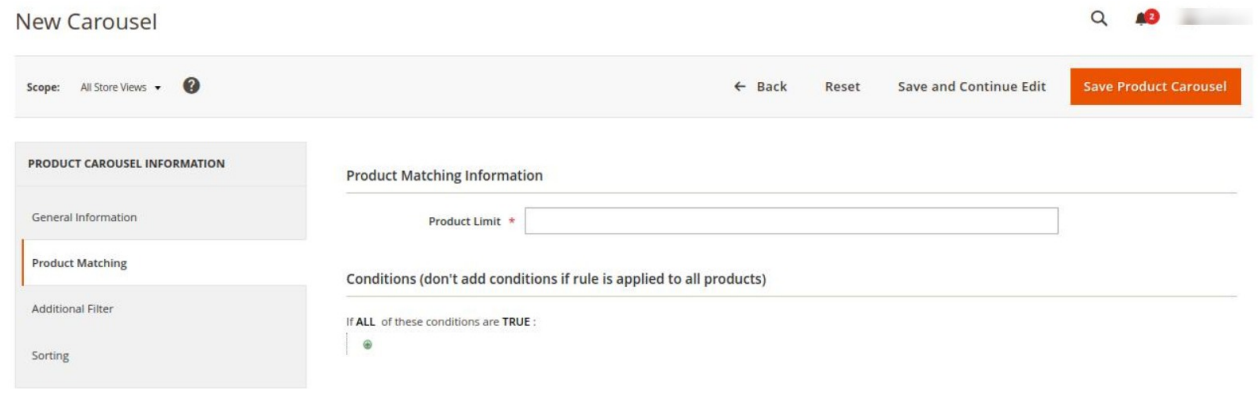 New Carousel
2
Scope: All Store Views
?
← Back Reset Save and Continue Edit Save Product Carousel
PRODUCT CAROUSEL INFORMATION
General Information
Product Matching
Additional Filter
Sorting
Product Matching Information
Product Limit *
Conditions (don't add conditions if rule is applied to all products)
If ALL of these conditions are TRUE :